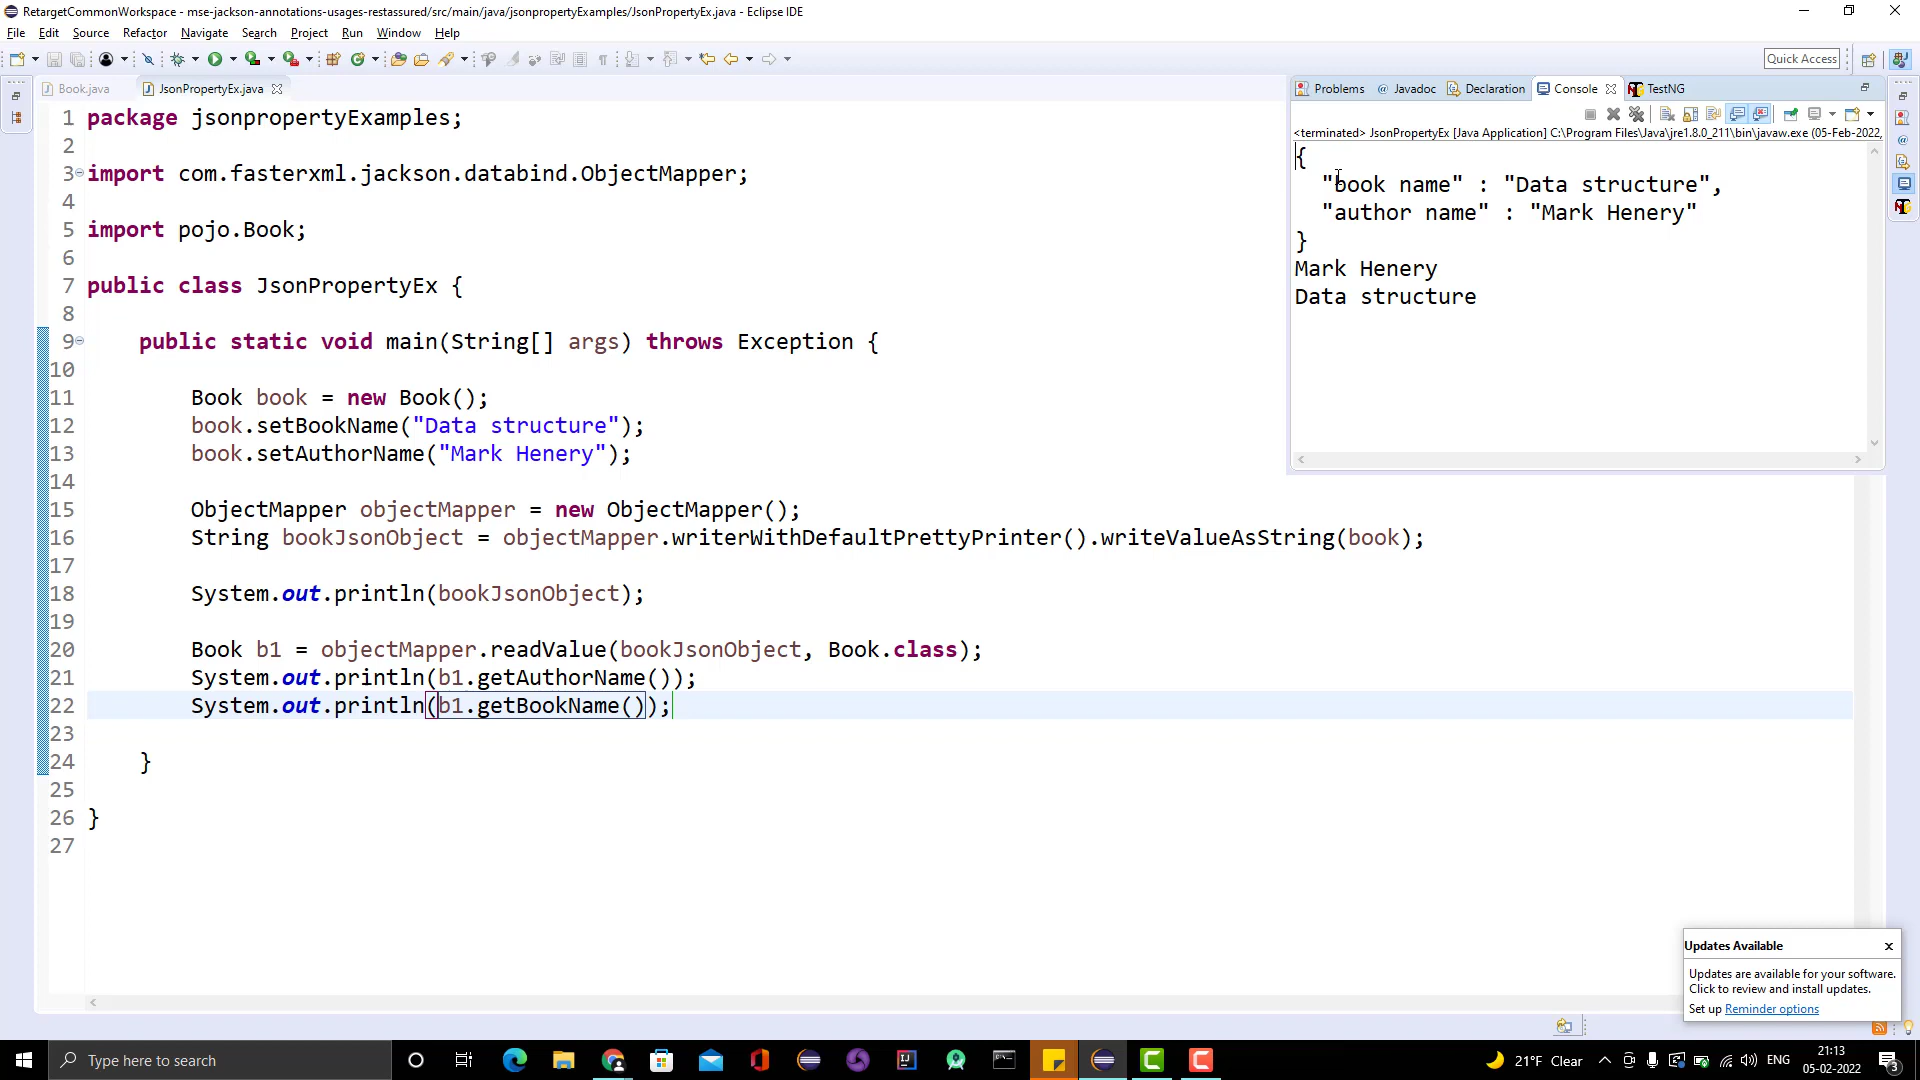 RetargetCommonWorkspace - mse-jackson-annotations-usages-restassured/src/main/java/jsonpropertyExamples/JsonPropertyEx.java - Eclipse IDE
File Edit Source Refactor Navigate Search Project Run Window Help
Quick Access
Book.java JsonPropertyEx.java
1 package jsonpropertyExamples;
2
3 import com.fasterxml.jackson.databind.ObjectMapper;
4
5 import pojo.Book;
6
7 public class JsonPropertyEx {
8
9 public static void main(String[] args) throws Exception {
10
11 Book book = new Book();
12 book.setBookName("Data structure");
13 book.setAuthorName("Mark Henery");
14
15 ObjectMapper objectMapper = new ObjectMapper();
16 String bookJsonObject = objectMapper.writerWithDefaultPrettyPrinter().writeValueAsString(book);
17
18 System.out.println(bookJsonObject);
19
20 Book b1 = objectMapper.readValue(bookJsonObject, Book.class);
21 System.out.println(b1.getAuthorName());
22 System.out.println(b1.getBookName());
23
24 }
25
26 }
27
Problems @ Javadoc Declaration Console TestNG
<terminated> JsonPropertyEx [Java Application] C:\Program Files\Java\jre1.8.0_211\bin\javaw.exe (05-Feb-2022,
{
"book name" : "Data structure",
"author name" : "Mark Henery"
}
Mark Henery
Data structure
Updates Available
Updates are available for your software.
Click to review and install updates.
Set up Reminder options
Type here to search
21°F Clear
ENG
21:13
05-02-2022
3